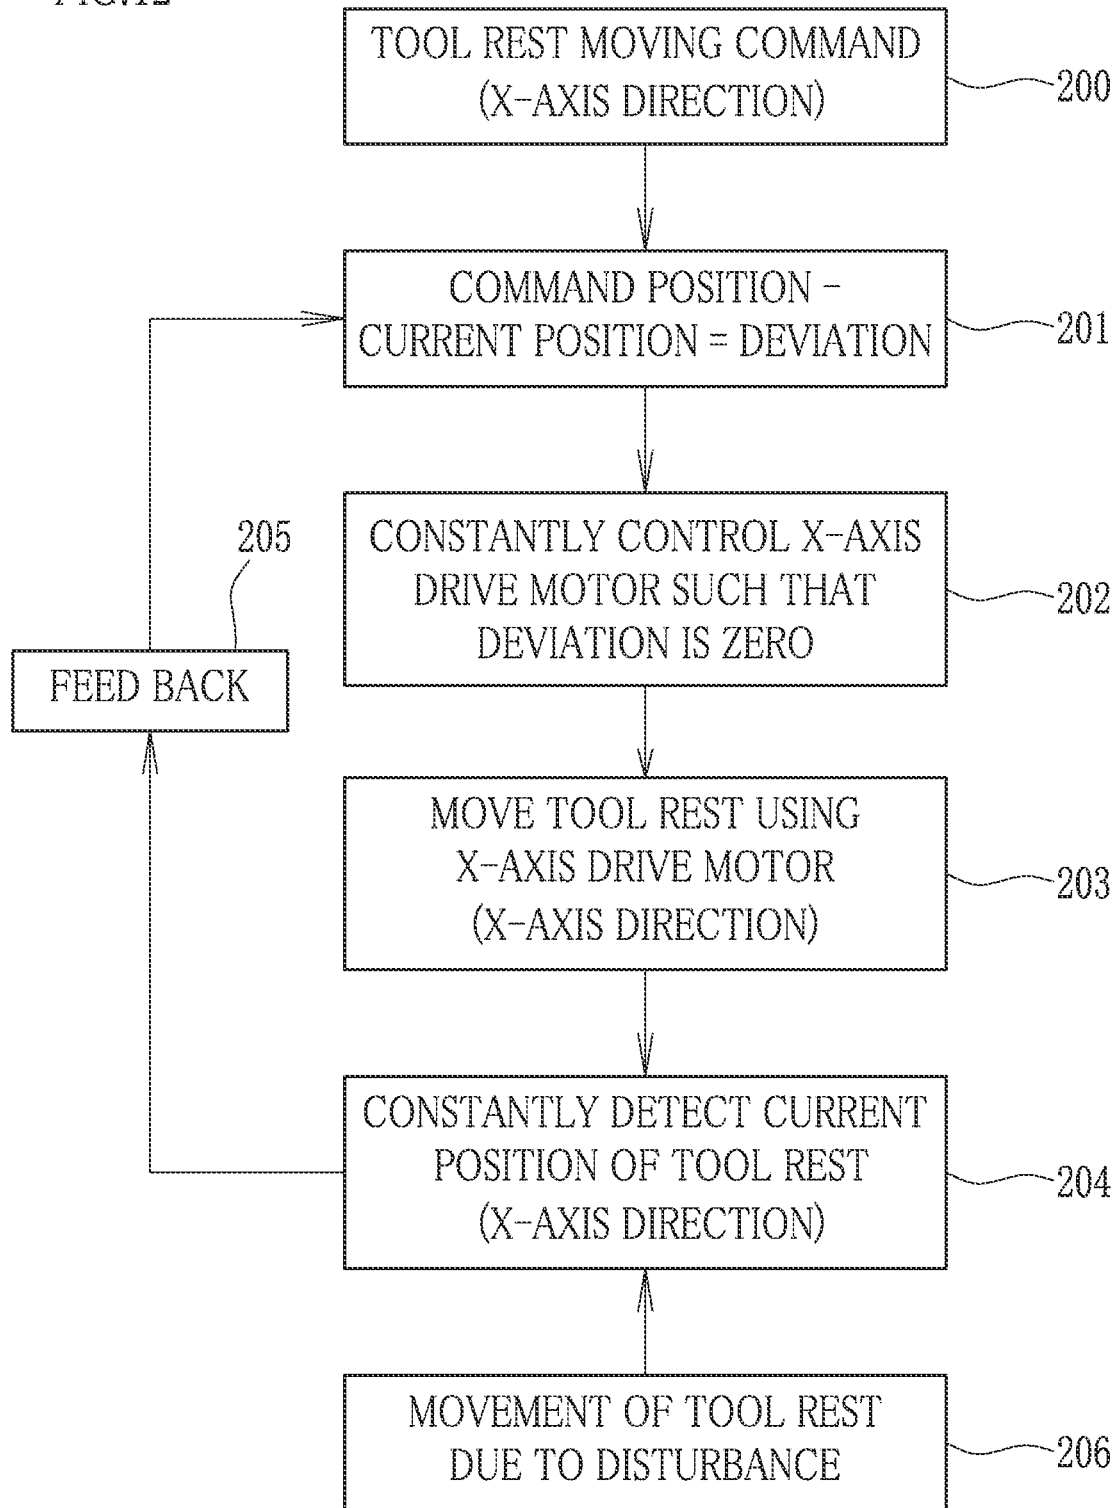 TOOL REST MOVING COMMAND
(X-AXIS DIRECTION)
200
COMMAND POSITION -
CURRENT POSITION = DEVIATION
201
CONSTANTLY CONTROL X-AXIS
DRIVE MOTOR SUCH THAT
DEVIATION IS ZERO
202
205
FEED BACK
MOVE TOOL REST USING
X-AXIS DRIVE MOTOR
(X-AXIS DIRECTION)
203
CONSTANTLY DETECT CURRENT
POSITION OF TOOL REST
(X-AXIS DIRECTION)
204
MOVEMENT OF TOOL REST
DUE TO DISTURBANCE
206